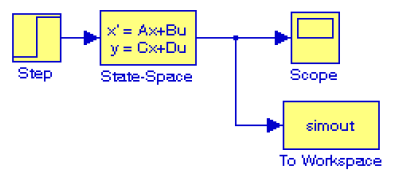 x' = Ax+Bu
y = Cx+Du
Step
State-Space
Scope
simout
To Workspace